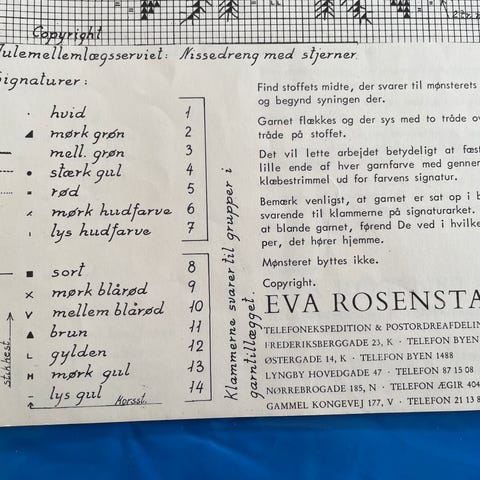 Copyright
Julemellemlægsserviet: Nissedreng med stjerner
Signaturer:
hvid 1
mørk grøn 2
mell. grøn 3
stærk gul 4
rød 5
mørk hudfarve 6
lys hudfarve 7
sort 8
mørk blårød 9
mellem blårød 10
brun 11
gylden 12
mørk gul 13
lys gul 14
stikkest.
Horsst.
Klammerne svarer til grupper i
garntillægget.
Find stoffets midte, der svarer til mønsterets
og begynd syningen der.
Garnet flækkes og der sys med to tråde ov
tråde på stoffet.
Det vil lette arbejdet betydeligt at fæst
lille ende af hver garnfarve med genner
klæbestrimmel ud for farvens signatur.
Bemærk venligst, at garnet er sat op i b
svarende til klammerne på signaturarket.
at blande garnet, førend De ved i hvilke
per, det hører hjemme.
Mønsteret byttes ikke.
Copyright.
EVA ROSENSTA
TELEFONEKSPEDITION & POSTORDREAFDELIN
FREDERIKSBERGGADE 23, K · TELEFON BYEN
ØSTERGADE 14, K · TELEFON BYEN 1488
LYNGBY HOVEDGADE 47 · TELEFON 87 15 08
NØRREBROGADE 185, N · TELEFON ÆGIR 404
GAMMEL KONGEVEJ 177, V · TELEFON 21 13 8